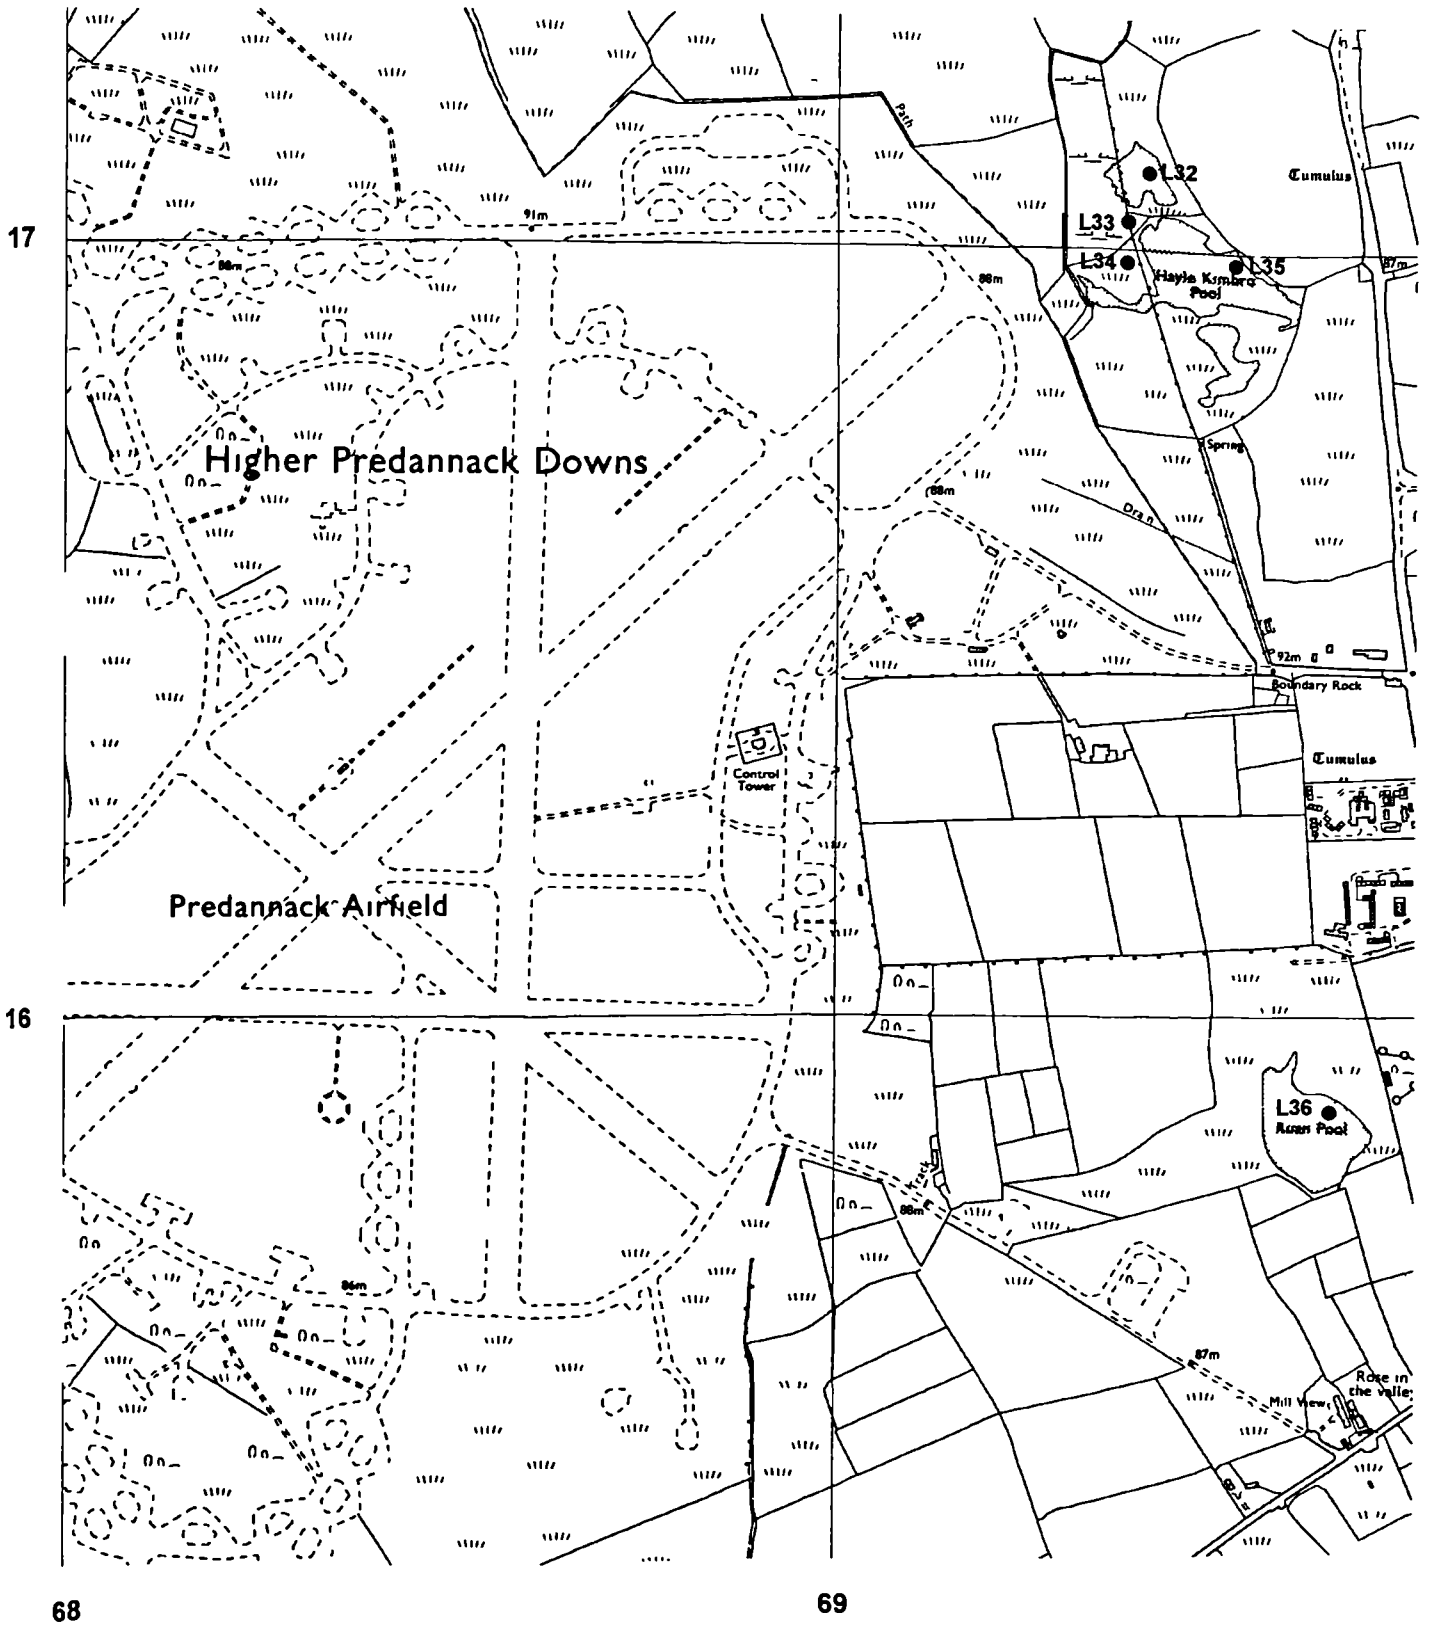 Path
L32
Tumulus
91m
17
L33
88m
L34
L35
87m
88m
Hayle Kimbro
Pool
Spring
Higher Predannack Downs
88m
Drain
92m
Boundary Rock
Control
Tower
Tumulus
Predannack Airfield
16
L36
Ruan Pool
Track
88m
86m
87m
Rose in
the valley
Mill View
68
69